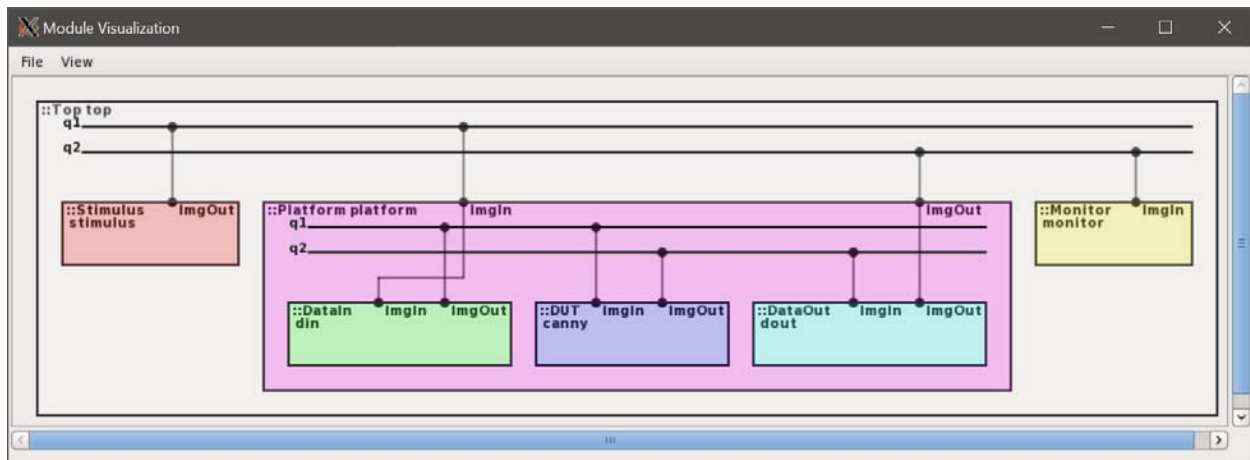 Module Visualization
File View
::Top top
q1
q2
::Stimulus ImgOut
stimulus
::Platform platform ImgIn ImgOut
q1
q2
::DataIn ImgIn ImgOut
din
::DUT ImgIn ImgOut
canny
::DataOut ImgIn ImgOut
dout
::Monitor ImgIn
monitor